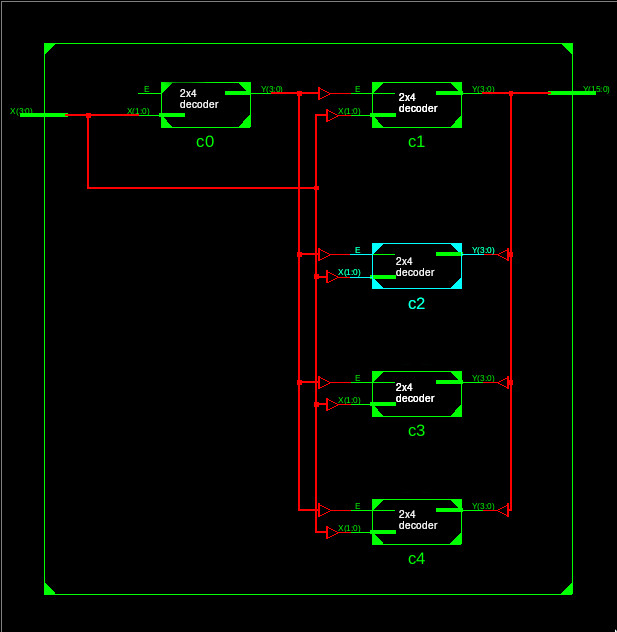 E
2x4
decoder
Y(3:0)
X(1:0)
c0
X(3:0)
E
2x4
decoder
Y(3:0)
X(1:0)
c1
Y(15:0)
E
2x4
decoder
Y(3:0)
X(1:0)
c2
E
2x4
decoder
Y(3:0)
X(1:0)
c3
E
2x4
decoder
Y(3:0)
X(1:0)
c4